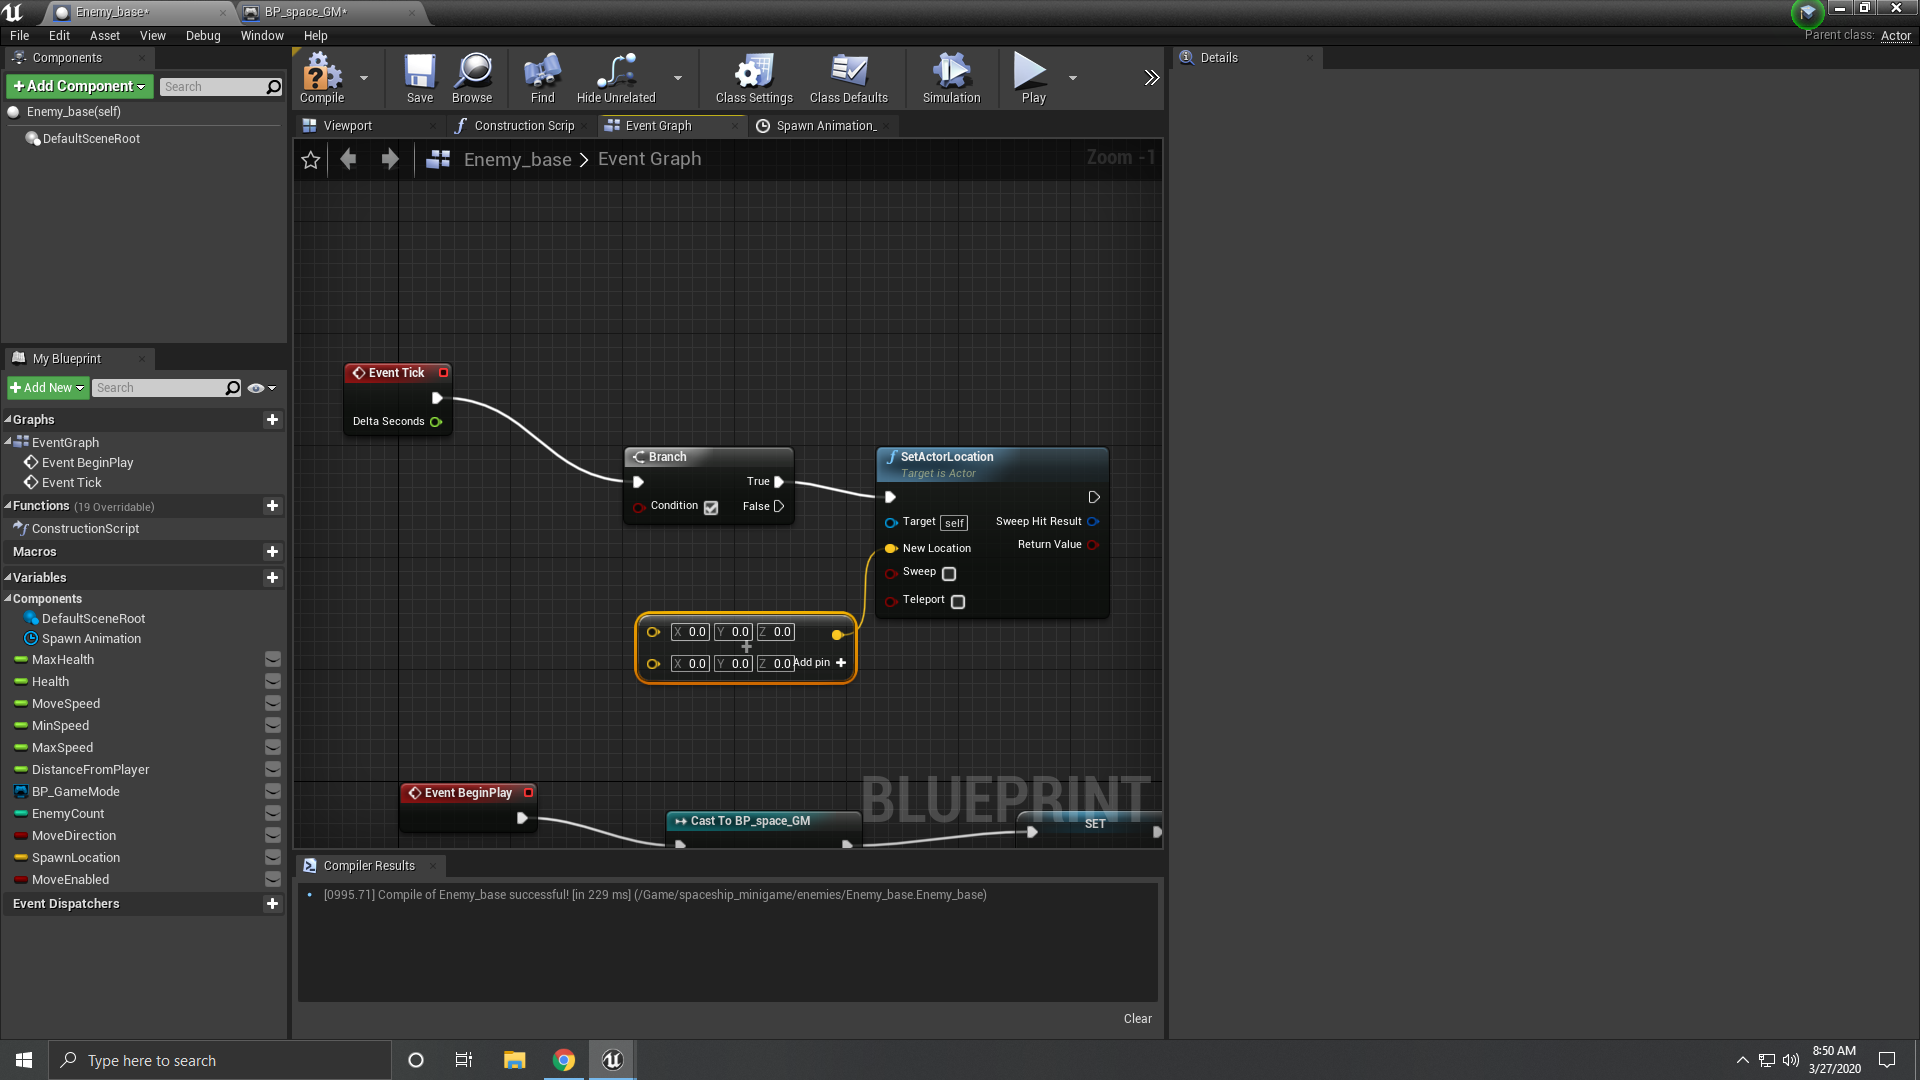 Enemy_base*
BP_space_GM*
File Edit Asset View Debug Window Help
Parent class: Actor
Components
Details
+ Add Component
Search
Compile
Save
Browse
Find
Hide Unrelated
Class Settings
Class Defaults
Simulation
Play
Enemy_base(self)
DefaultSceneRoot
Viewport
Construction Scrip
Event Graph
Spawn Animation_
Enemy_base > Event Graph
Zoom -1
My Blueprint
+ Add New
Search
Graphs
EventGraph
Event BeginPlay
Event Tick
Functions (19 Overridable)
ConstructionScript
Macros
Variables
Components
DefaultSceneRoot
Spawn Animation
MaxHealth
Health
MoveSpeed
MinSpeed
MaxSpeed
DistanceFromPlayer
BP_GameMode
EnemyCount
MoveDirection
SpawnLocation
MoveEnabled
Event Dispatchers
Event Tick
Delta Seconds
Branch
True
Condition
False
SetActorLocation
Target is Actor
Target self
Sweep Hit Result
New Location
Return Value
Sweep
Teleport
X 0.0 Y 0.0 Z 0.0
X 0.0 Y 0.0 Z 0.0
Add pin +
Event BeginPlay
Cast To BP_space_GM
SET
BLUEPRINT
Compiler Results
[0995.71] Compile of Enemy_base successful! [in 229 ms] (/Game/spaceship_minigame/enemies/Enemy_base.Enemy_base)
Clear
Type here to search
8:50 AM
3/27/2020